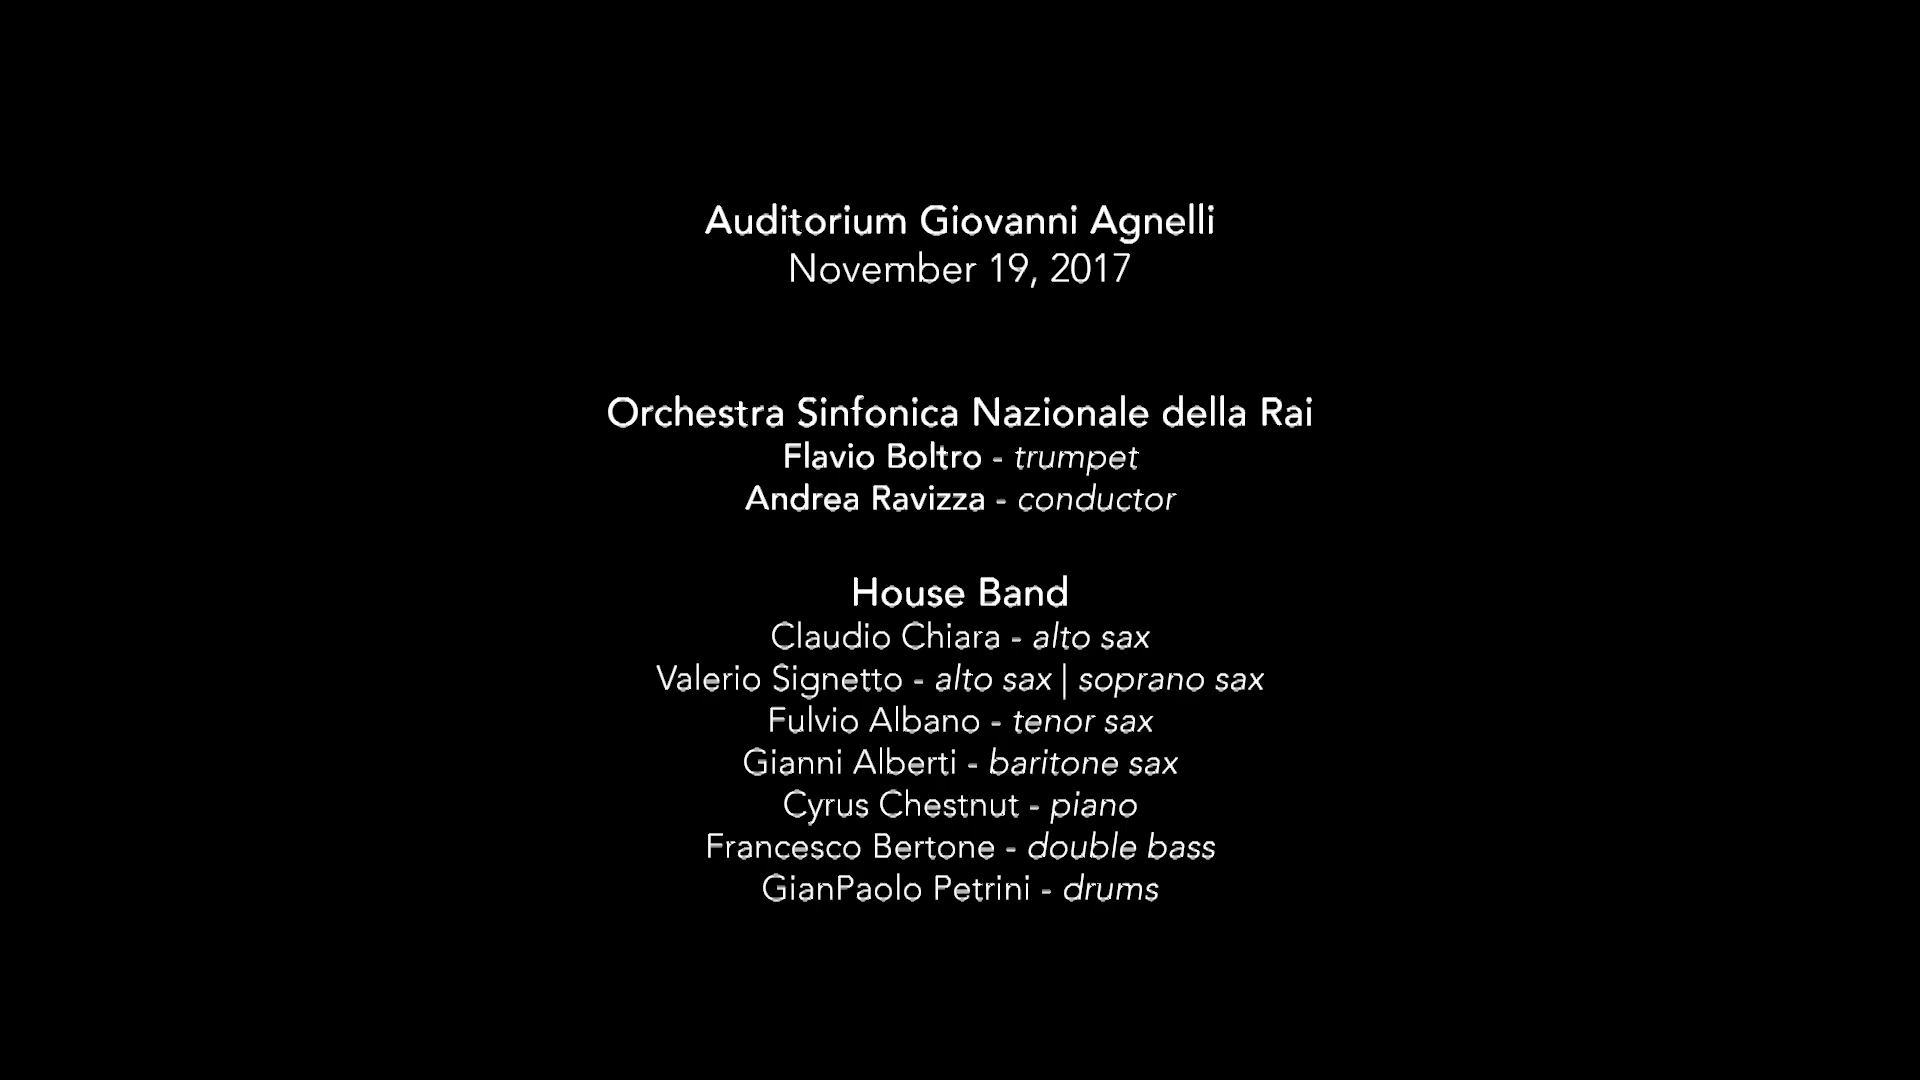 Auditorium Giovanni Agnelli
November 19, 2017
Orchestra Sinfonica Nazionale della Rai
Flavio Boltro - trumpet
Andrea Ravizza - conductor
House Band
Claudio Chiara - alto sax
Valerio Signetto - alto sax | soprano sax
Fulvio Albano - tenor sax
Gianni Alberti - baritone sax
Cyrus Chestnut - piano
Francesco Bertone - double bass
GianPaolo Petrini - drums